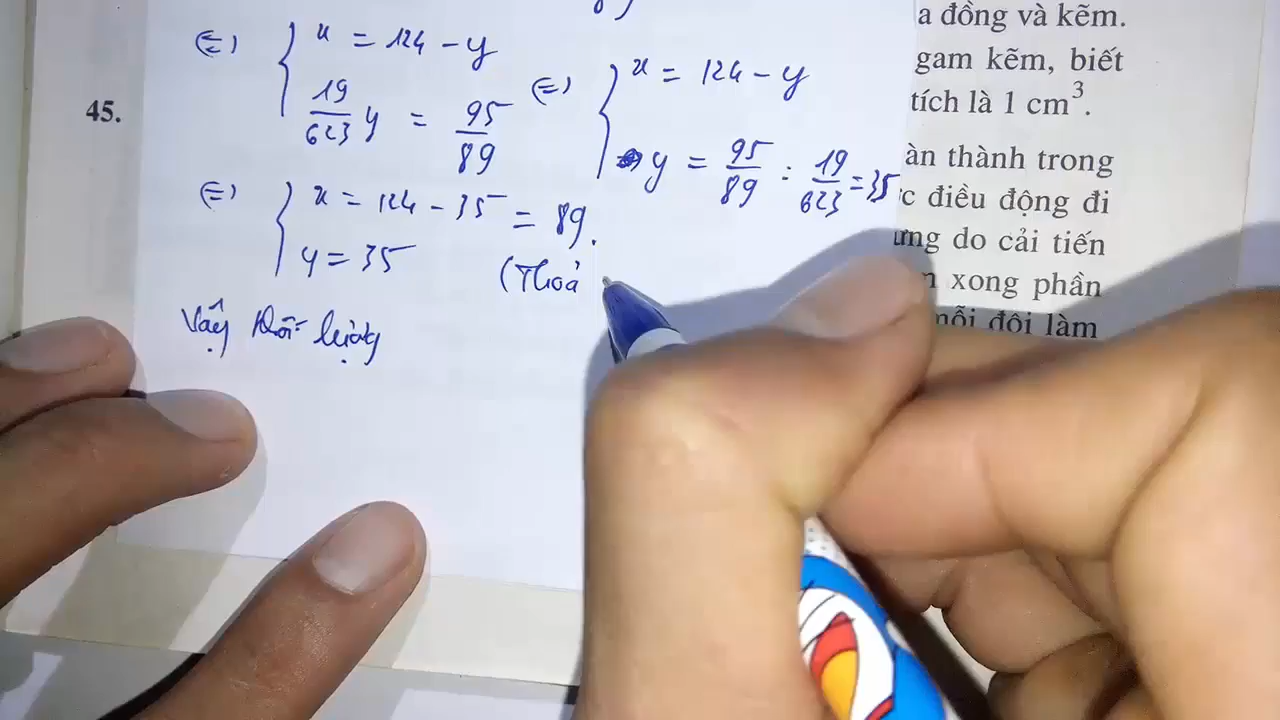 (=) { x = 124 - y
19/623 y = 95/89
(=) { x = 124 - y
y = 95/89 : 19/623 = 35
(=) { x = 124 - 35 = 89.
y = 35
(Thoả
Vậy khối lượng
45.
a đồng và kẽm.
gam kẽm, biết
tích là 1 cm³.
àn thành trong
c điều động đi
ưng do cải tiến
xong phần
mỗi đội làm